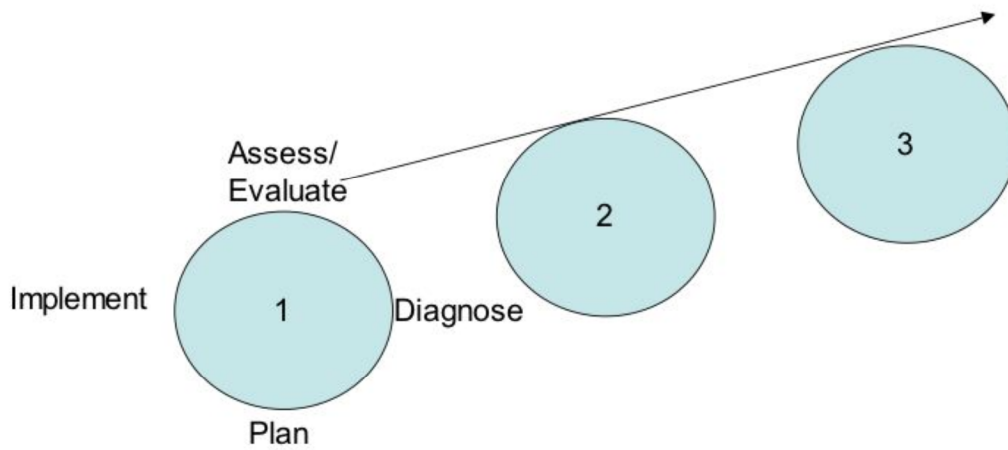 Assess/
Evaluate
Implement
1
Diagnose
Plan
2
3